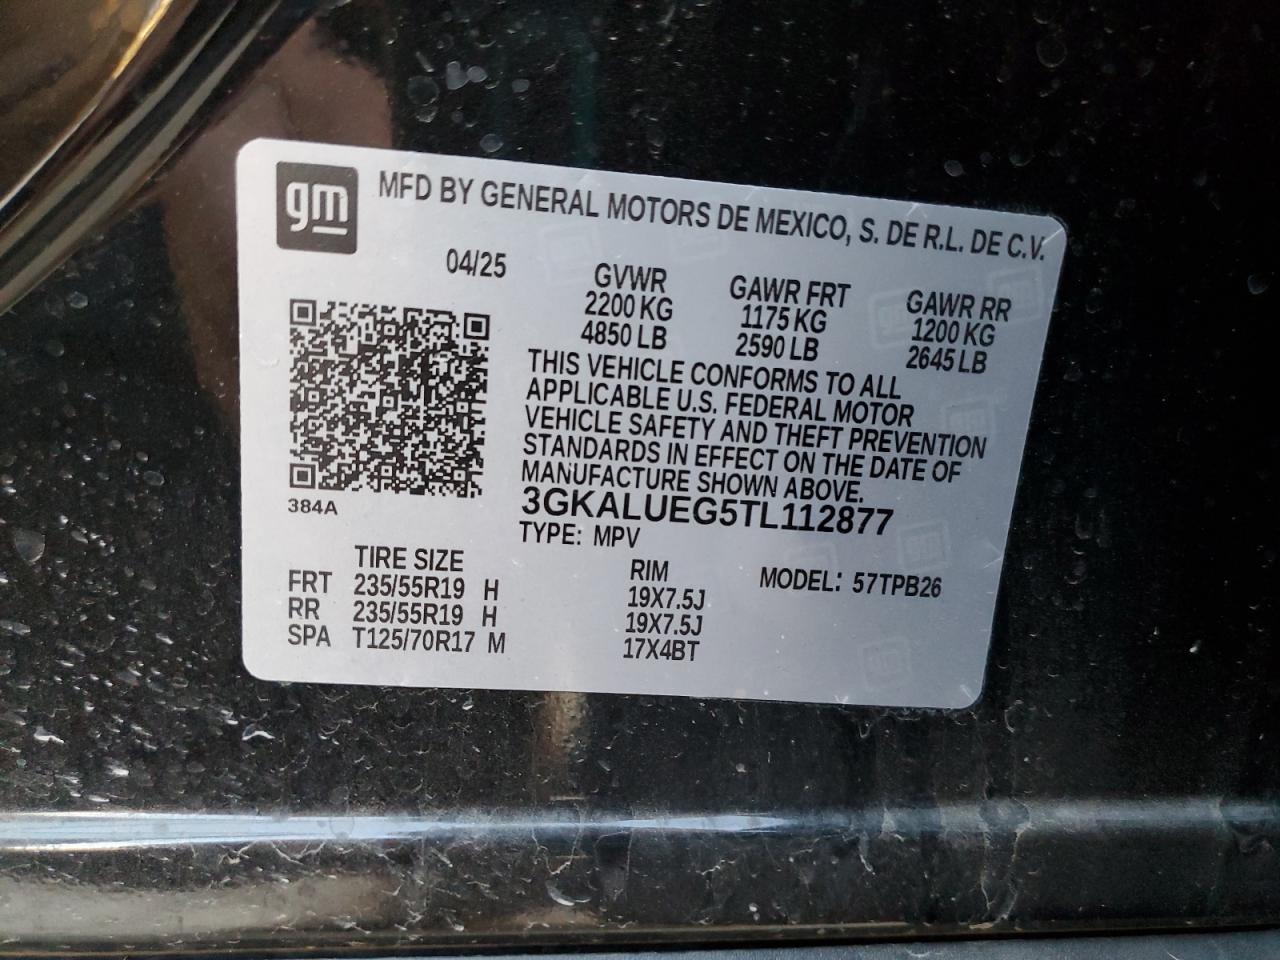 gm
MFD BY GENERAL MOTORS DE MEXICO, S. DE R.L. DE C.V.
04/25
GVWR GAWR FRT GAWR RR
2200 KG 1175 KG 1200 KG
4850 LB 2590 LB 2645 LB
THIS VEHICLE CONFORMS TO ALL
APPLICABLE U.S. FEDERAL MOTOR
VEHICLE SAFETY AND THEFT PREVENTION
STANDARDS IN EFFECT ON THE DATE OF
MANUFACTURE SHOWN ABOVE.
384A
3GKALUEG5TL112877
TYPE: MPV
TIRE SIZE RIM MODEL: 57TPB26
FRT 235/55R19 H 19X7.5J
RR 235/55R19 H 19X7.5J
SPA T125/70R17 M 17X4BT